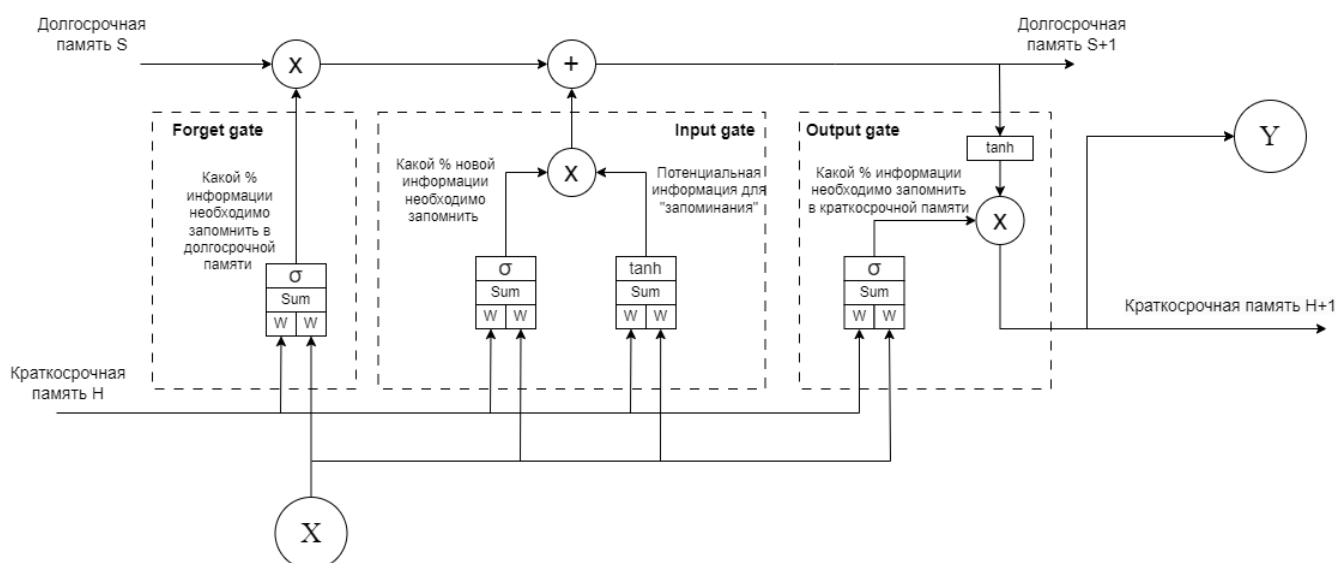 Долгосрочная
память S
Долгосрочная
память S+1
X
+
Forget gate
Input gate
Output gate
Какой %
информации
необходимо
запомнить в
долгосрочной
памяти
Какой % новой
информации
необходимо
запомнить
X
Потенциальная
информация для
"запоминания"
Какой % информации
необходимо запомнить
в краткосрочной памяти
tanh
X
Y
σ
Sum
W W
σ
Sum
W W
tanh
Sum
W W
σ
Sum
W W
Краткосрочная память H+1
Краткосрочная
память H
X